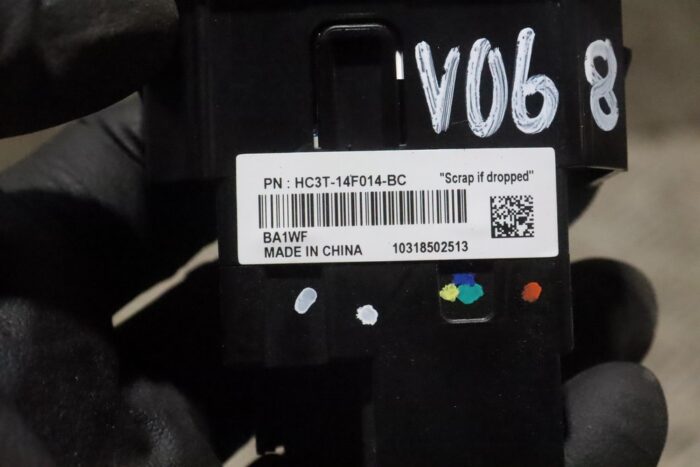 V06 8
PN : HC3T-14F014-BC "Scrap if dropped"
BA1WF
MADE IN CHINA 10318502513